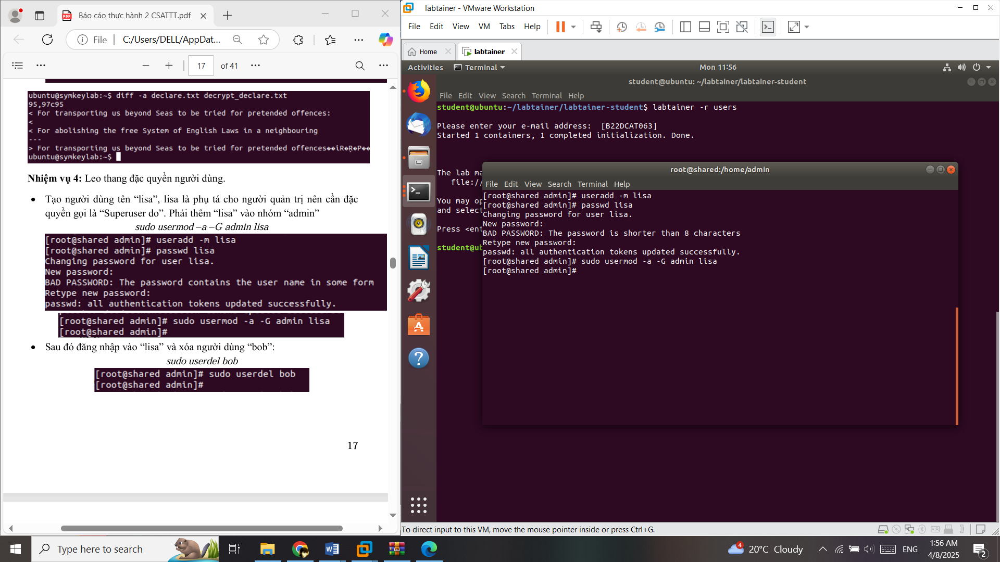 Báo cáo thực hành 2 CSATTT.pdf
File
C:/Users/DELL/AppDat...
17
of 41
ubuntu@symkeylab:~$ diff -a declare.txt decrypt_declare.txt
95,97c95
< For transporting us beyond Seas to be tried for pretended offences:
<
< For abolishing the free System of English Laws in a neighbouring
---
> For transporting us beyond Seas to be tried for pretended offences��iR�Ŗ�P��
ubuntu@symkeylab:~$
Nhiệm vụ 4: Leo thang đặc quyền người dùng.
• Tạo người dùng tên “lisa”, lisa là phụ tá cho người quản trị nên cần đặc
quyền gọi là “Superuser do”. Phải thêm “lisa” vào nhóm “admin”
sudo usermod –a –G admin lisa
[root@shared admin]# useradd -m lisa
[root@shared admin]# passwd lisa
Changing password for user lisa.
New password:
BAD PASSWORD: The password contains the user name in some form
Retype new password:
passwd: all authentication tokens updated successfully.
[root@shared admin]# sudo usermod -a -G admin lisa
[root@shared admin]#
• Sau đó đăng nhập vào “lisa” và xóa người dùng “bob”:
sudo userdel bob
[root@shared admin]# sudo userdel bob
[root@shared admin]#
17
labtainer - VMware Workstation
File Edit View VM Tabs Help
Home
labtainer
Activities
Terminal
Mon 11:56
student@ubuntu: ~/labtainer/labtainer-student
File Edit View Search Terminal Help
student@ubuntu:~/labtainer/labtainer-student$ labtainer -r users
Please enter your e-mail address:  [B22DCAT063]
Started 1 containers, 1 completed initialization. Done.
The lab ma
file://
You may op
and select
Press <ent
student@ub
root@shared:/home/admin
File Edit View Search Terminal Help
[root@shared admin]# useradd -m lisa
[root@shared admin]# passwd lisa
Changing password for user lisa.
New password:
BAD PASSWORD: The password is shorter than 8 characters
Retype new password:
passwd: all authentication tokens updated successfully.
[root@shared admin]# sudo usermod -a -G admin lisa
[root@shared admin]#
To direct input to this VM, move the mouse pointer inside or press Ctrl+G.
Type here to search
4
20°C Cloudy
ENG
1:56 AM
4/8/2025
2